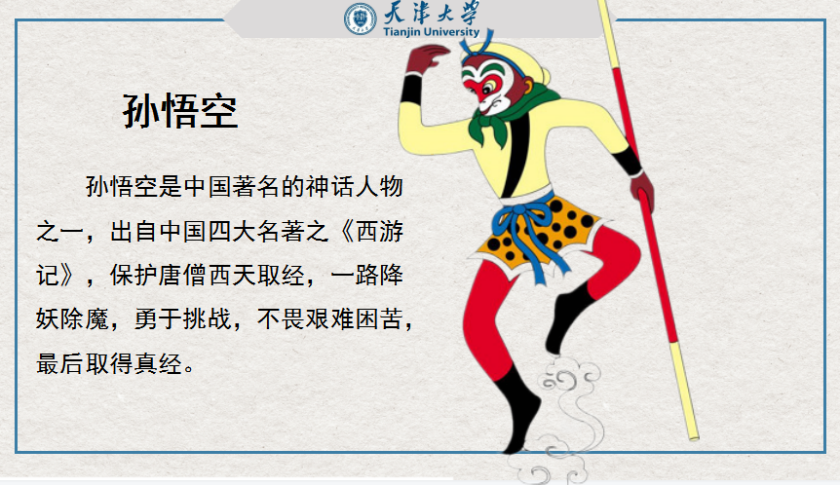 天津大学
Tianjin University
孙悟空
孙悟空是中国著名的神话人物
之一，出自中国四大名著之《西游
记》，保护唐僧西天取经，一路降
妖除魔，勇于挑战，不畏艰难困苦，
最后取得真经。